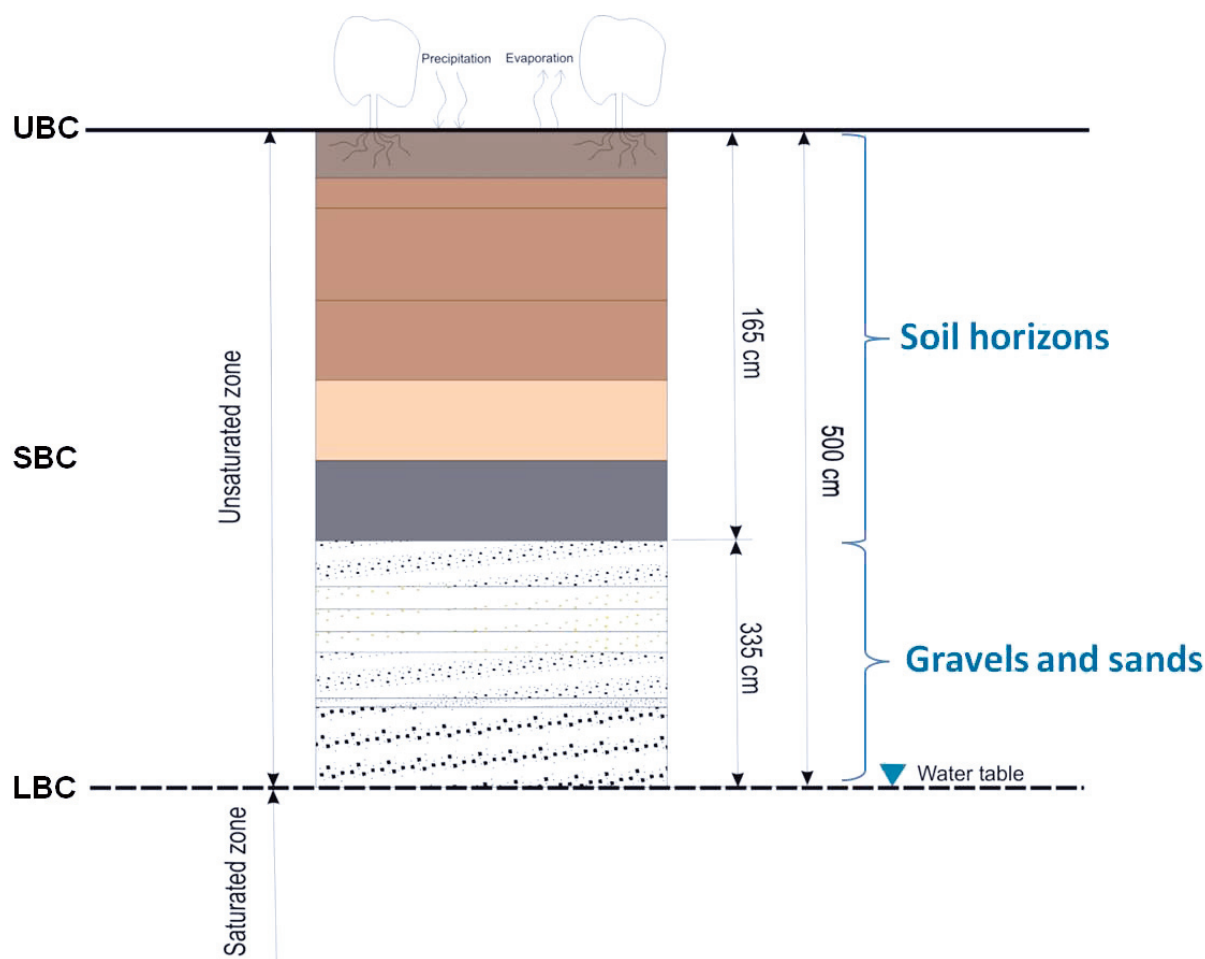 Precipitation
Evaporation
UBC
165 cm
Soil horizons
Unsaturated zone
500 cm
SBC
335 cm
Gravels and sands
Water table
LBC
Saturated zone